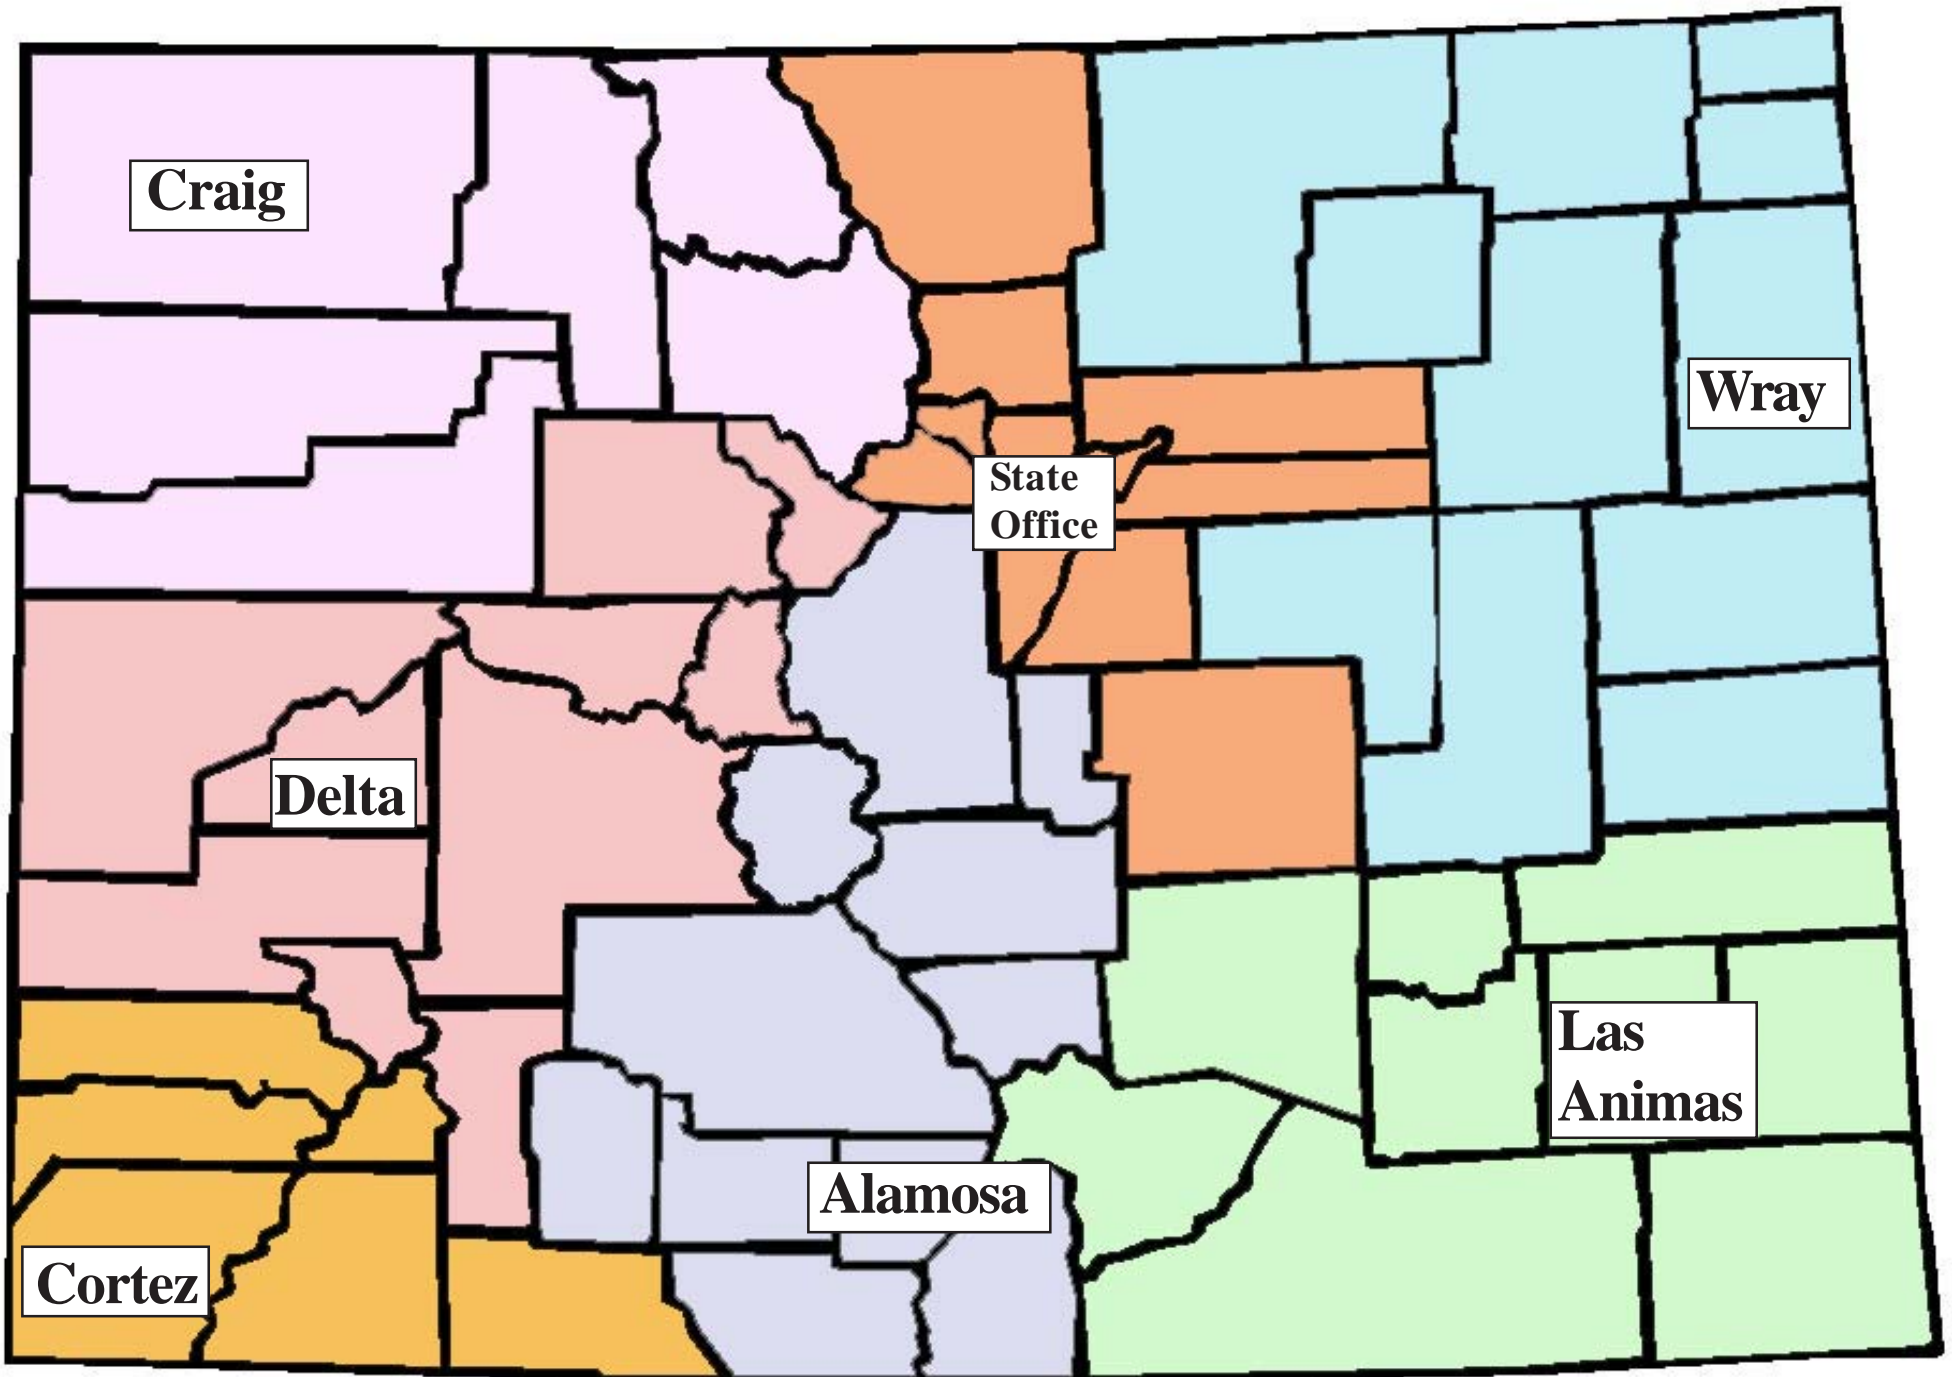 Craig
Wray
State
Office
Delta
Las
Animas
Alamosa
Cortez